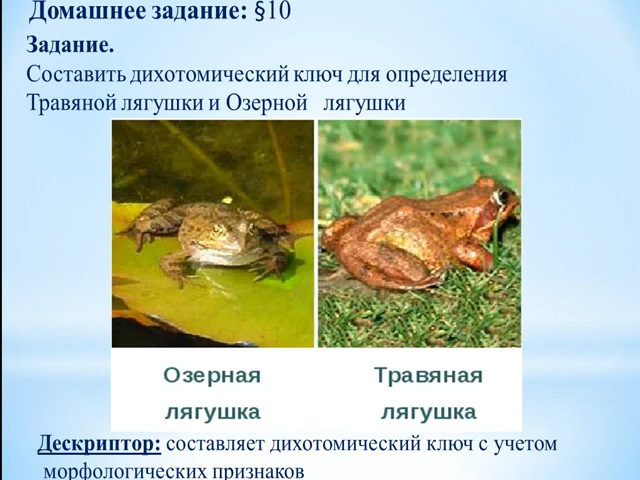 Домашнее задание: §10
Задание.
Составить дихотомический ключ для определения
Травяной лягушки и Озерной лягушки
Озерная Травяная
лягушка лягушка
Дескриптор: составляет дихотомический ключ с учетом
морфологических признаков